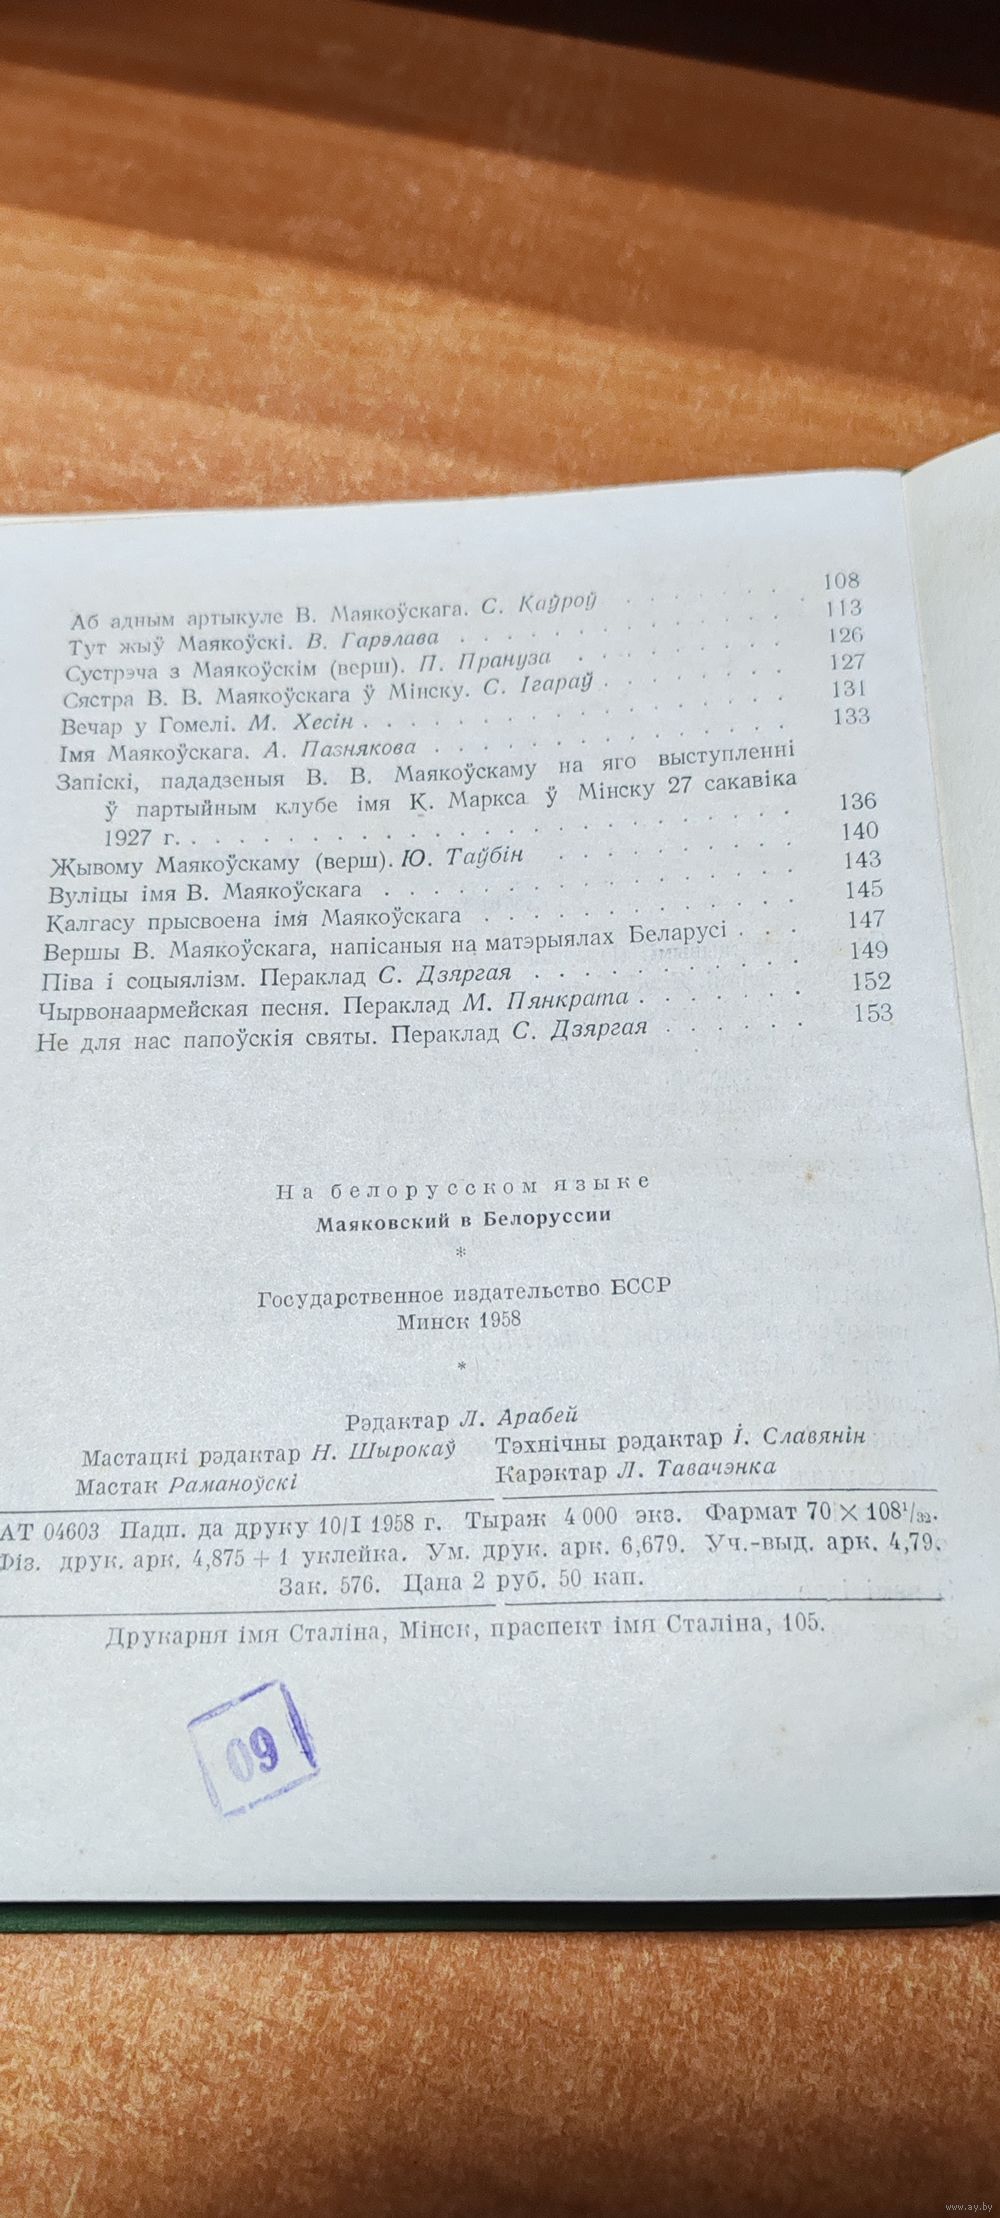 Аб адным артыкуле В. Маякоўскага. С. Каўроў . . . . . . . 108
Тут жыў Маякоўскі. В. Гарэлава . . . . . . . . . . . 113
Сустрэча з Маякоўскім (верш). П. Прануза . . . . . . . 126
Сястра В. В. Маякоўскага ў Мінску. С. Ігараў . . . . . . 127
Вечар у Гомелі. М. Хесін . . . . . . . . . . . . . . 131
Імя Маякоўскага. А. Пазнякова . . . . . . . . . . . . 133
Запіскі, пададзеныя В. В. Маякоўскаму на яго выступленні
ў партыйным клубе імя К. Маркса ў Мінску 27 сакавіка
1927 г. . . . . . . . . . . . . . . . . . . . . . 136
Жывому Маякоўскаму (верш). Ю. Таўбін . . . . . . . . 140
Вуліцы імя В. Маякоўскага . . . . . . . . . . . . . 143
Калгасу прысвоена імя Маякоўскага . . . . . . . . . . 145
Вершы В. Маякоўскага, напісаныя на матэрыялах Беларусі . . . 147
Піва і соцыялізм. Пераклад С. Дзяргая . . . . . . . . . 149
Чырвонаармейская песня. Пераклад М. Пянкрата . . . . . . 152
Не для нас папоўскія святы. Пераклад С. Дзяргая . . . . . . 153
На белорусском языке
Маяковский в Белоруссии
*
Государственное издательство БССР
Минск 1958
*
Рэдактар Л. Арабей
Мастацкі рэдактар Н. Шырокаў Тэхнічны рэдактар І. Славянін
Мастак Раманоўскі Карэктар Л. Тавачэнка
АТ 04603 Падп. да друку 10/I 1958 г. Тыраж 4 000 экз. Фармат 70 × 108¹/₃₂.
Фіз. друк. арк. 4,875 + 1 уклейка. Ум. друк. арк. 6,679. Уч.-выд. арк. 4,79.
Зак. 576. Цана 2 руб. 50 кап.
Друкарня імя Сталіна, Мінск, праспект імя Сталіна, 105.
09
www.ay.by